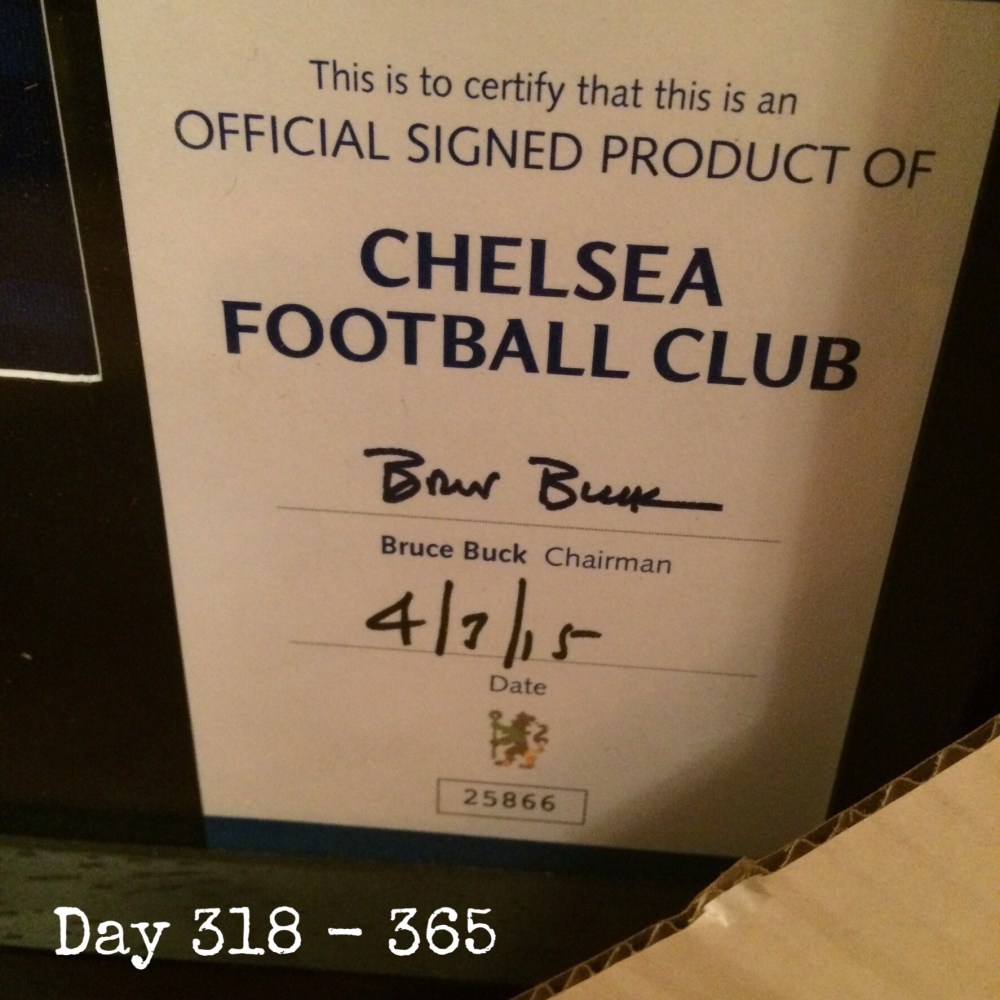 This is to certify that this is an
OFFICIAL SIGNED PRODUCT OF
CHELSEA
FOOTBALL CLUB
Bruce Buck
Bruce Buck Chairman
4/7/15
Date
25866
Day 318 - 365